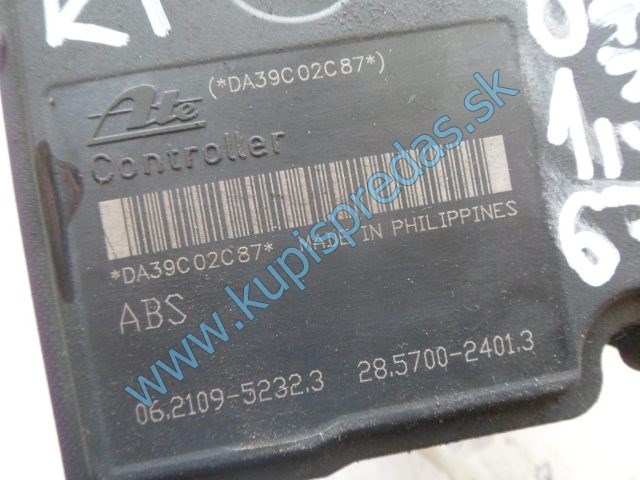 (*DA39C02C87*)
Ate
Controller
*DA39C02C87* MADE IN PHILIPPINES
ABS
06.2109-5232.3 28.5700-2401.3
www.kupispredas.sk